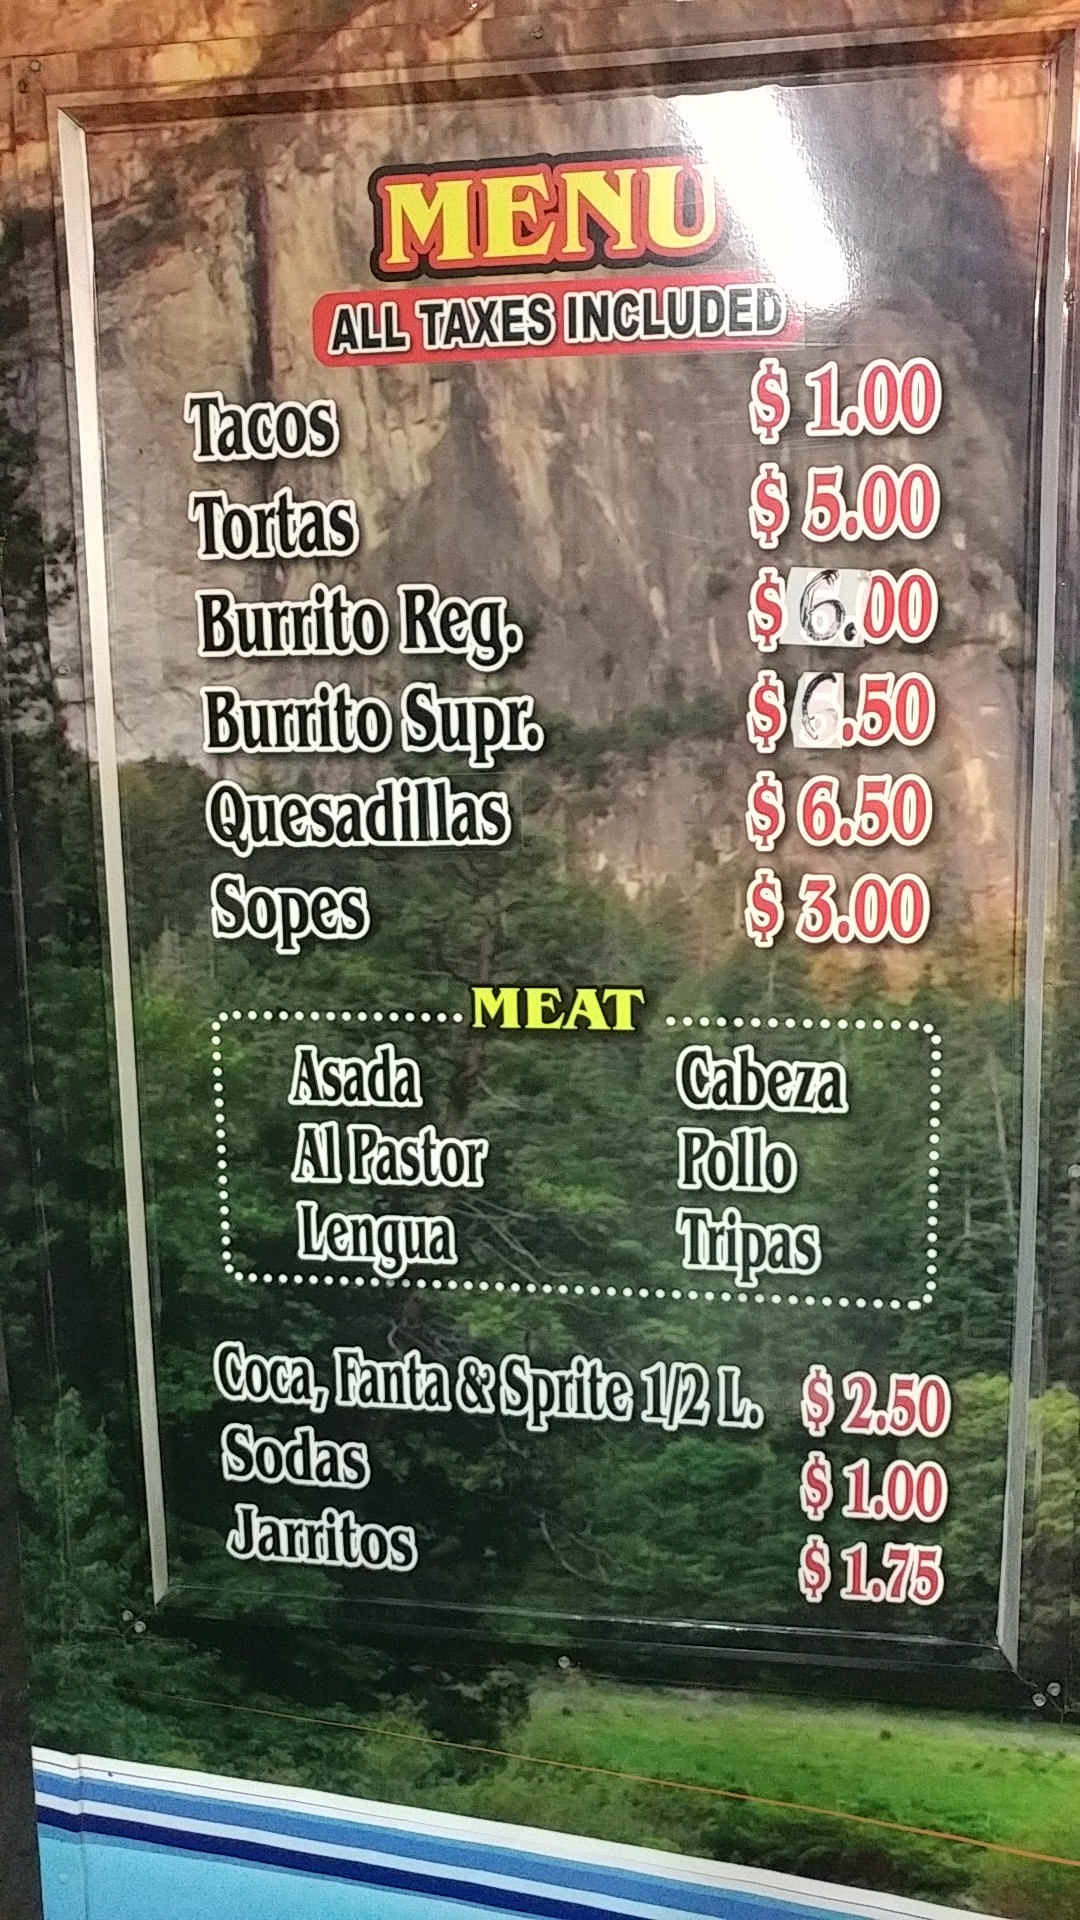 MENU
ALL TAXES INCLUDED
Tacos $ 1.00
Tortas $ 5.00
Burrito Reg. $ 6.00
Burrito Supr. $ 6.50
Quesadillas $ 6.50
Sopes $ 3.00
MEAT
Asada Cabeza
Al Pastor Pollo
Lengua Tripas
Coca, Fanta & Sprite 1/2 L. $ 2.50
Sodas $ 1.00
Jarritos $ 1.75